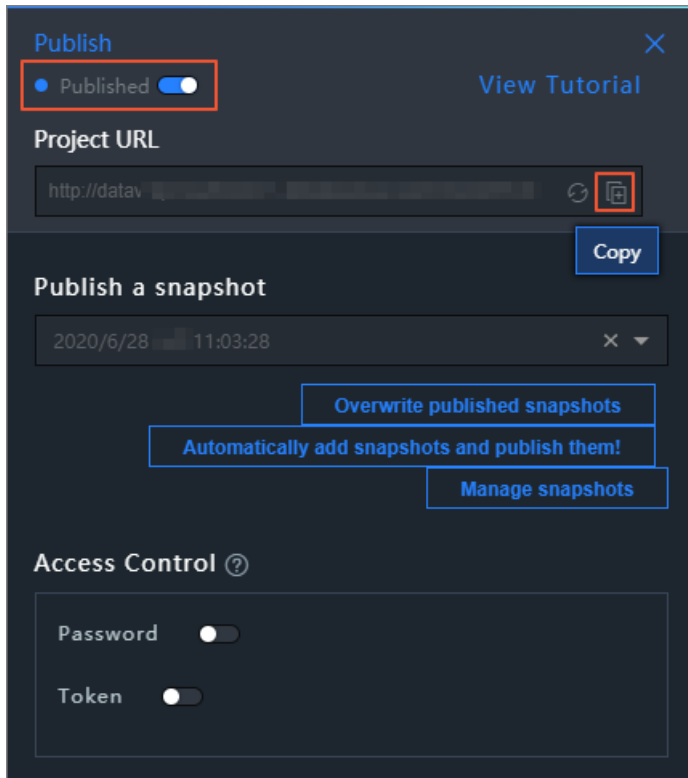 Publish
Published
View Tutorial
Project URL
http://datav
Copy
Publish a snapshot
2020/6/28 11:03:28
Overwrite published snapshots
Automatically add snapshots and publish them!
Manage snapshots
Access Control ?
Password
Token